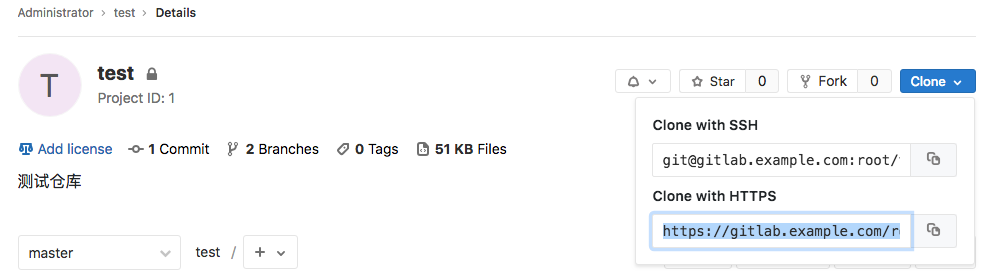 Administrator > test > Details
T
test
Project ID: 1
Star 0
Fork 0
Clone
Add license
1 Commit
2 Branches
0 Tags
51 KB Files
测试仓库
Clone with SSH
git@gitlab.example.com:root/
Clone with HTTPS
https://gitlab.example.com/r
master
test / +